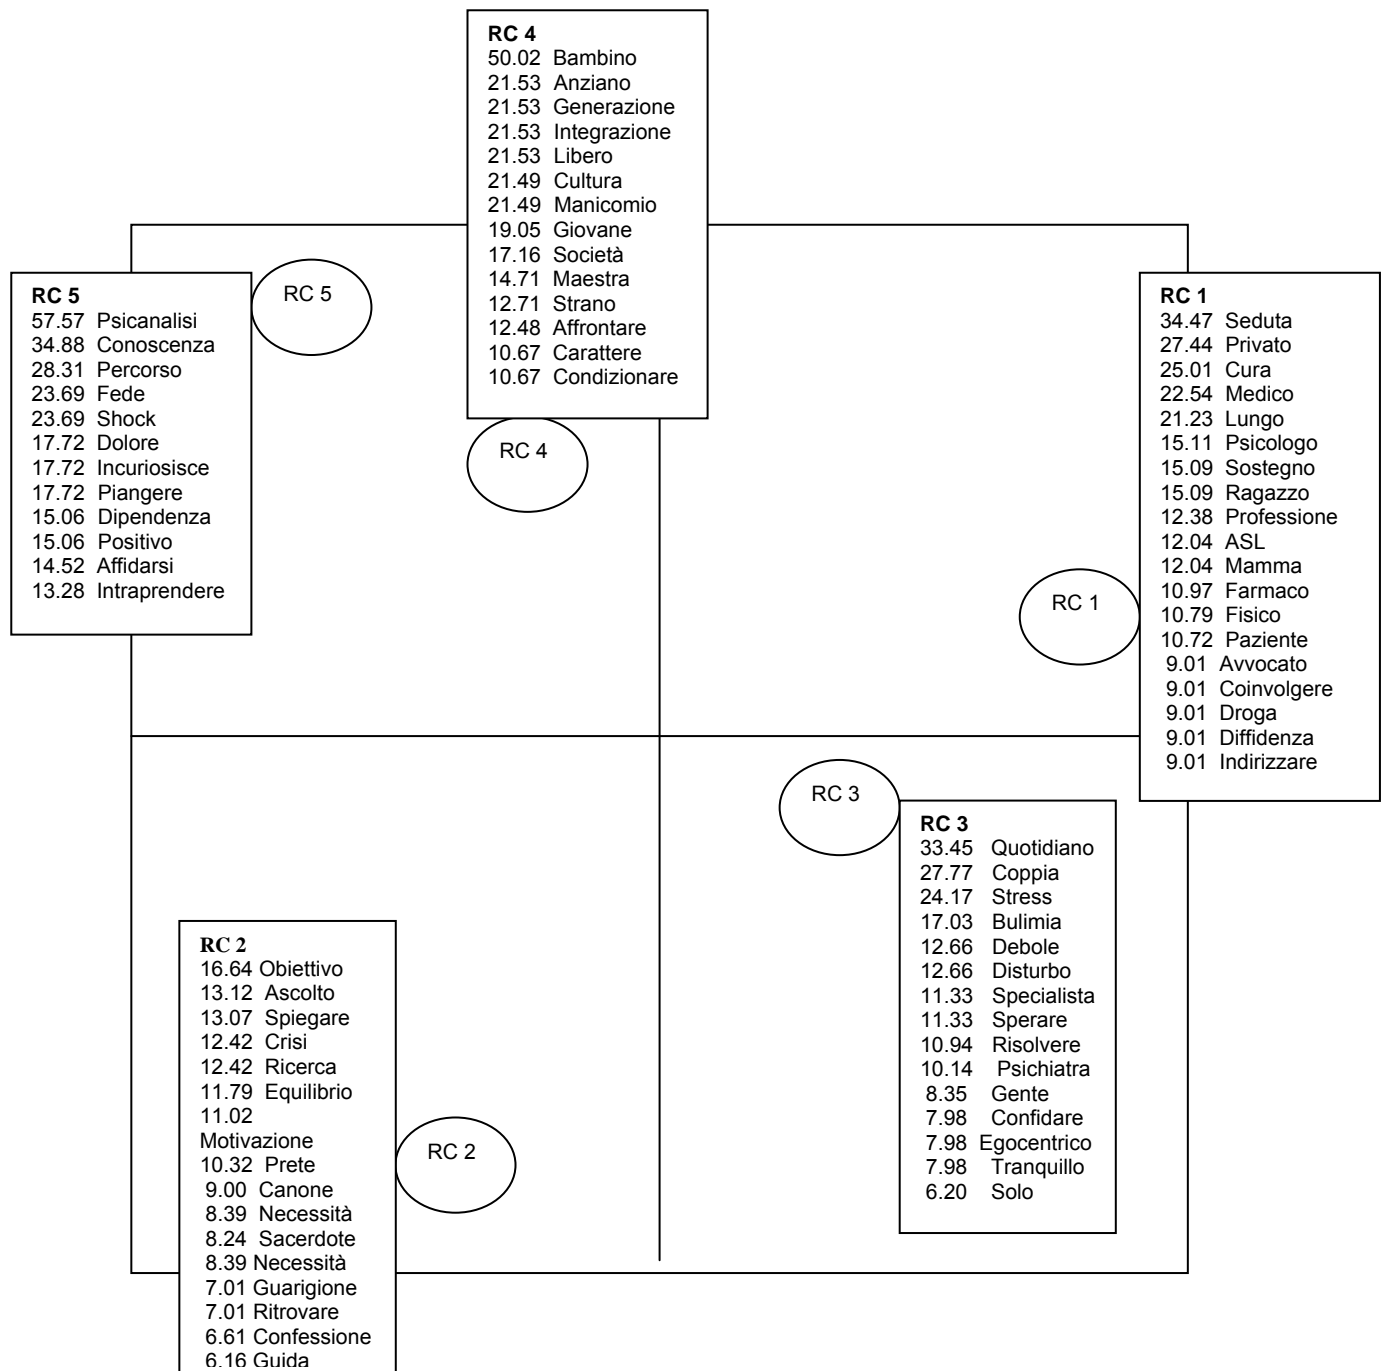 RC 4
50.02 Bambino
21.53 Anziano
21.53 Generazione
21.53 Integrazione
21.53 Libero
21.49 Cultura
21.49 Manicomio
19.05 Giovane
17.16 Società
14.71 Maestra
12.71 Strano
12.48 Affrontare
10.67 Carattere
10.67 Condizionare
RC 4
RC 5
57.57 Psicanalisi
34.88 Conoscenza
28.31 Percorso
23.69 Fede
23.69 Shock
17.72 Dolore
17.72 Incuriosisce
17.72 Piangere
15.06 Dipendenza
15.06 Positivo
14.52 Affidarsi
13.28 Intraprendere
RC 5
RC 1
34.47 Seduta
27.44 Privato
25.01 Cura
22.54 Medico
21.23 Lungo
15.11 Psicologo
15.09 Sostegno
15.09 Ragazzo
12.38 Professione
12.04 ASL
12.04 Mamma
10.97 Farmaco
10.79 Fisico
10.72 Paziente
9.01 Avvocato
9.01 Coinvolgere
9.01 Droga
9.01 Diffidenza
9.01 Indirizzare
RC 1
RC 3
RC 3
33.45 Quotidiano
27.77 Coppia
24.17 Stress
17.03 Bulimia
12.66 Debole
12.66 Disturbo
11.33 Specialista
11.33 Sperare
10.94 Risolvere
10.14 Psichiatra
8.35 Gente
7.98 Confidare
7.98 Egocentrico
7.98 Tranquillo
6.20 Solo
RC 2
16.64 Obiettivo
13.12 Ascolto
13.07 Spiegare
12.42 Crisi
12.42 Ricerca
11.79 Equilibrio
11.02
Motivazione
10.32 Prete
9.00 Canone
8.39 Necessità
8.24 Sacerdote
8.39 Necessità
7.01 Guarigione
7.01 Ritrovare
6.61 Confessione
6.16 Guida
RC 2